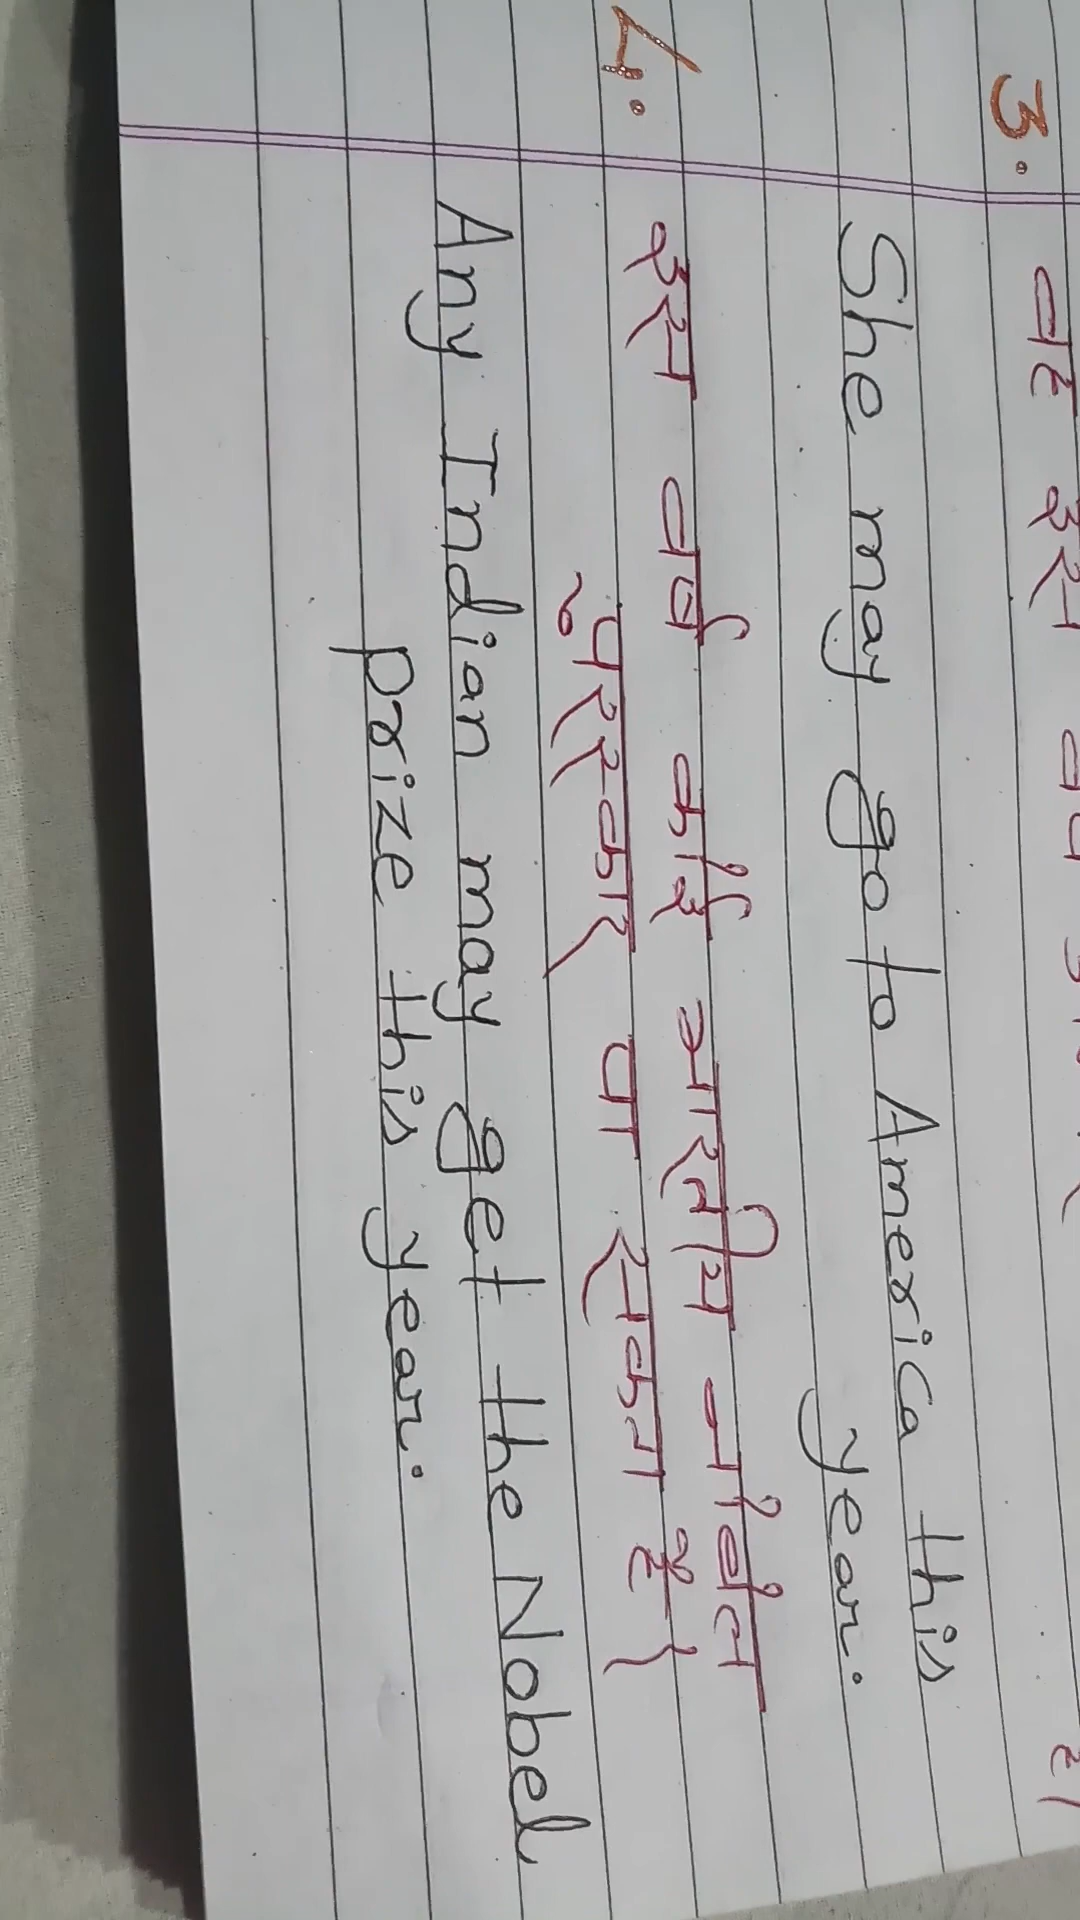 3. वह इस वर्ष
She may go to America this
year.
4. इस वर्ष कोई भारतीय नोबेल
पुरस्कार पा सकता है।
Any Indian may get the Nobel
prize this year.